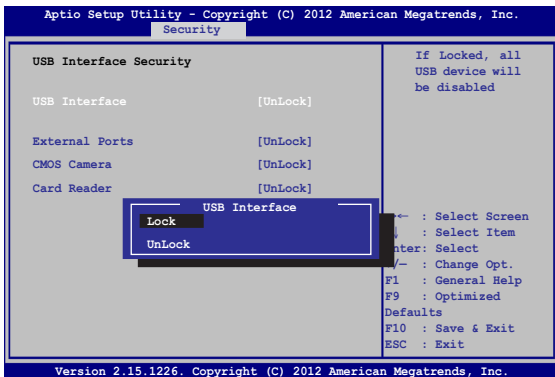 Aptio Setup Utility - Copyright (C) 2012 American Megatrends, Inc.
Security
USB Interface Security
USB Interface [UnLock]
External Ports [UnLock]
CMOS Camera [UnLock]
Card Reader [UnLock]
USB Interface
Lock
UnLock
If Locked, all
USB device will
be disabled
←: Select Screen
: Select Item
nter: Select
/— : Change Opt.
F1 : General Help
F9 : Optimized
Defaults
F10 : Save & Exit
ESC : Exit
Version 2.15.1226. Copyright (C) 2012 American Megatrends, Inc.